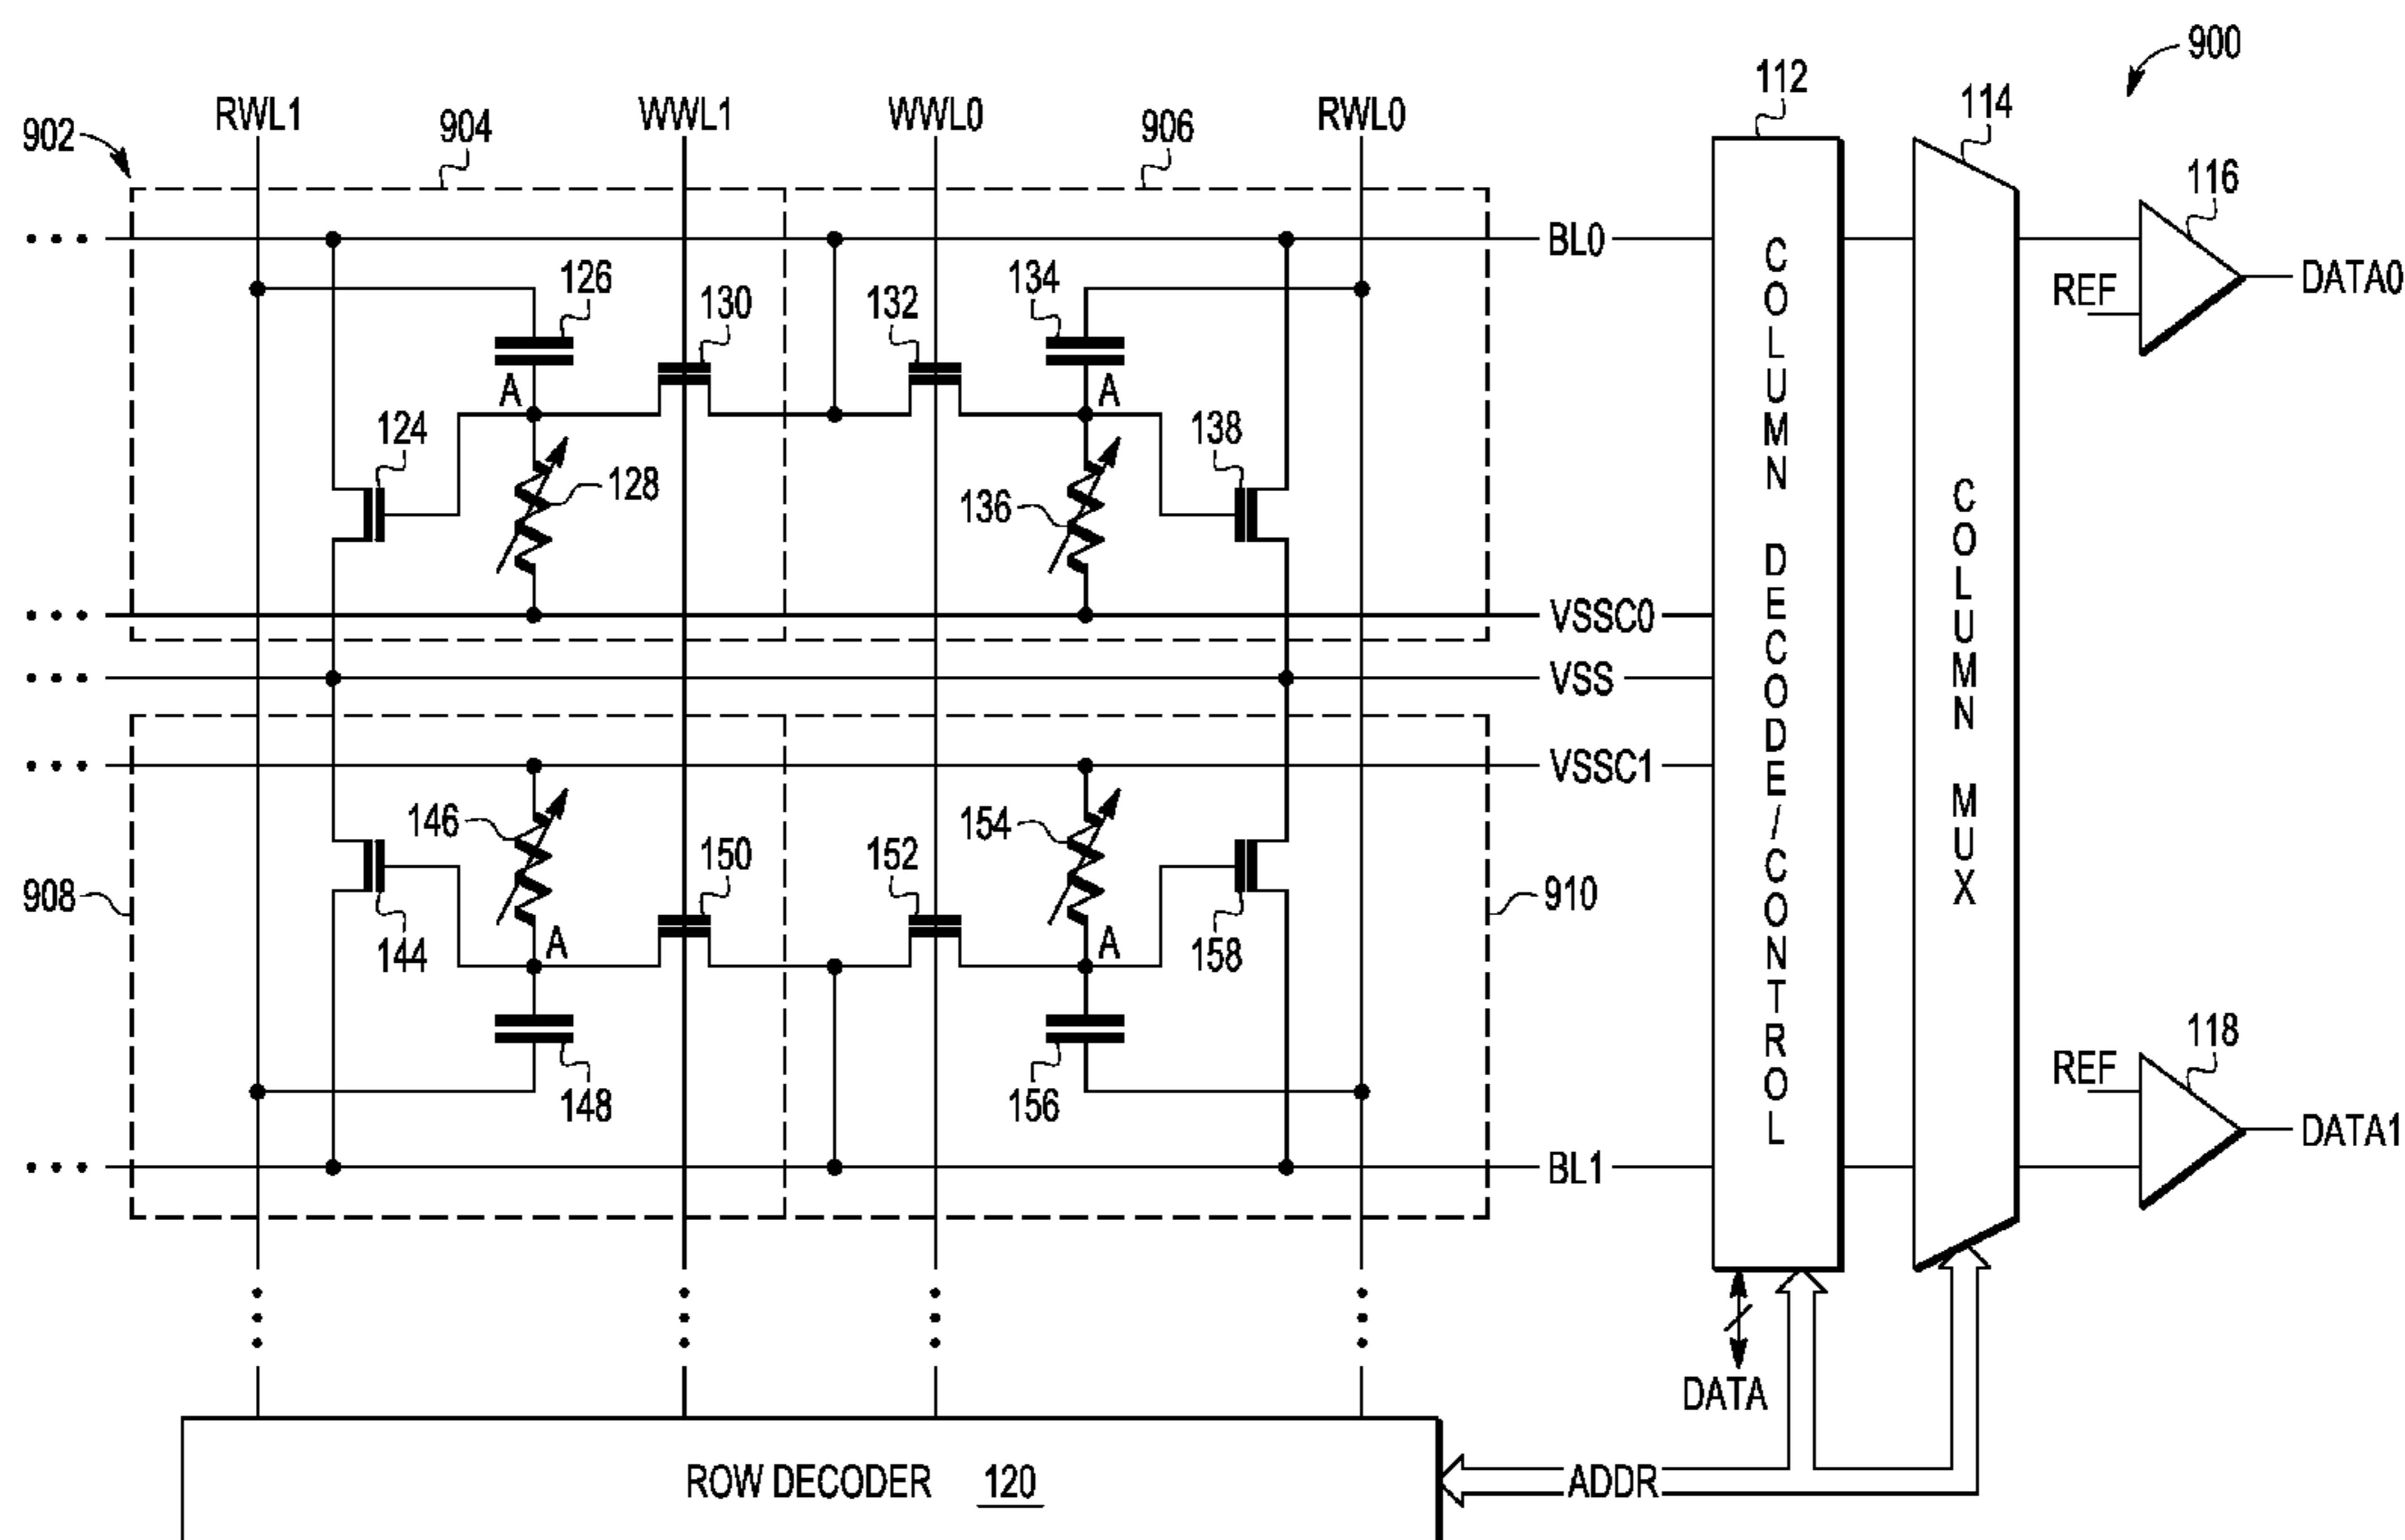 900
112
114
RWL1
904
WWL1
WWL0
906
RWL0
902
116
BL0
126
130
132
134
REF
DATA0
A
A
124
138
128
136
VSSC0
VSS
VSSC1
146
150
152
154
908
910
A
A
144
158
148
156
118
REF
DATA1
BL1
COLUMN DECODE/CONTROL
COLUMN MUX
DATA
ROW DECODER 120
ADDR